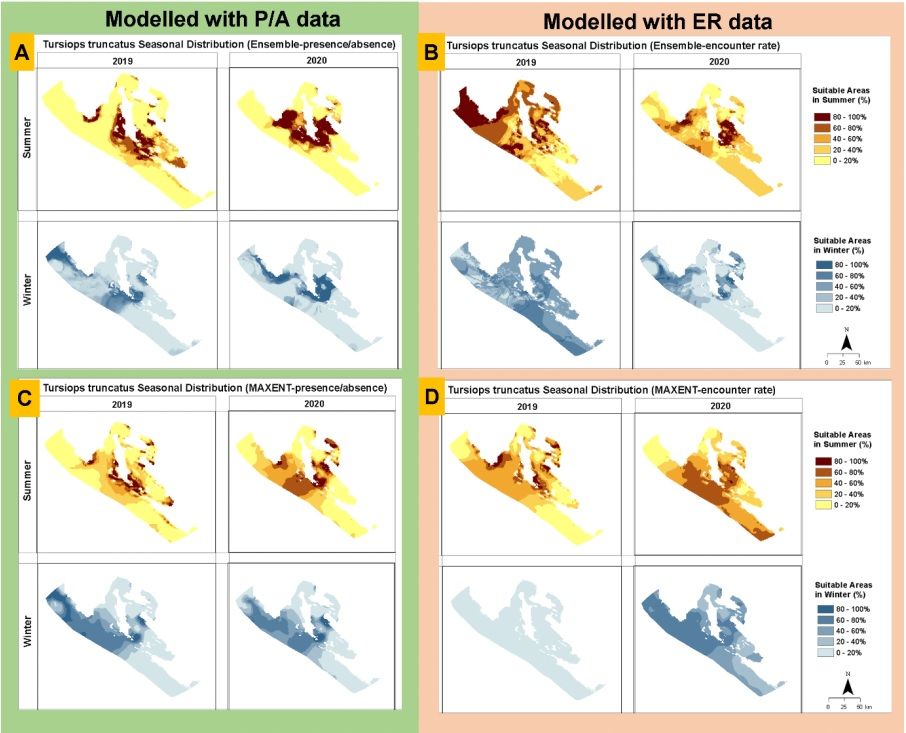 Modelled with P/A data
Modelled with ER data
A
Tursiops truncatus Seasonal Distribution (Ensemble-presence/absence)
2019
2020
Summer
Winter
B
Tursiops truncatus Seasonal Distribution (Ensemble-encounter rate)
2019
2020
Suitable Areas
in Summer (%)
80 - 100%
60 - 80%
40 - 60%
20 - 40%
0 - 20%
Suitable Areas
in Winter (%)
80 - 100%
60 - 80%
40 - 60%
20 - 40%
0 - 20%
N
0 25 50 km
C
Tursiops truncatus Seasonal Distribution (MAXENT-presence/absence)
2019
2020
Summer
Winter
D
Tursiops truncatus Seasonal Distribution (MAXENT-encounter rate)
2019
2020
Suitable Areas
in Summer (%)
80 - 100%
60 - 80%
40 - 60%
20 - 40%
0 - 20%
Suitable Areas
in Winter (%)
80 - 100%
60 - 80%
40 - 60%
20 - 40%
0 - 20%
N
0 25 50 km